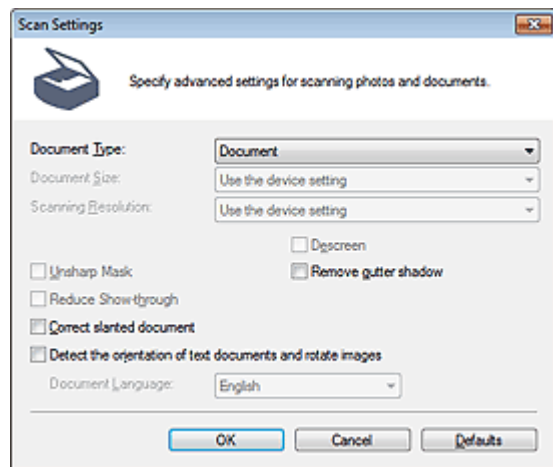 Scan Settings
Specify advanced settings for scanning photos and documents.
Document Type: Document
Document Size: Use the device setting
Scanning Resolution: Use the device setting
Descreen
Unsharp Mask Remove gutter shadow
Reduce Show-through
Correct slanted document
Detect the orientation of text documents and rotate images
Document Language: English
OK Cancel Defaults